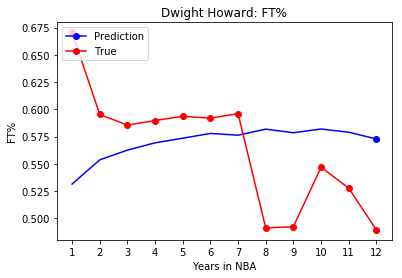 Dwight Howard: FT%
Prediction
True
FT%
0.675
0.650
0.625
0.600
0.575
0.550
0.525
0.500
1 2 3 4 5 6 7 8 9 10 11 12
Years in NBA